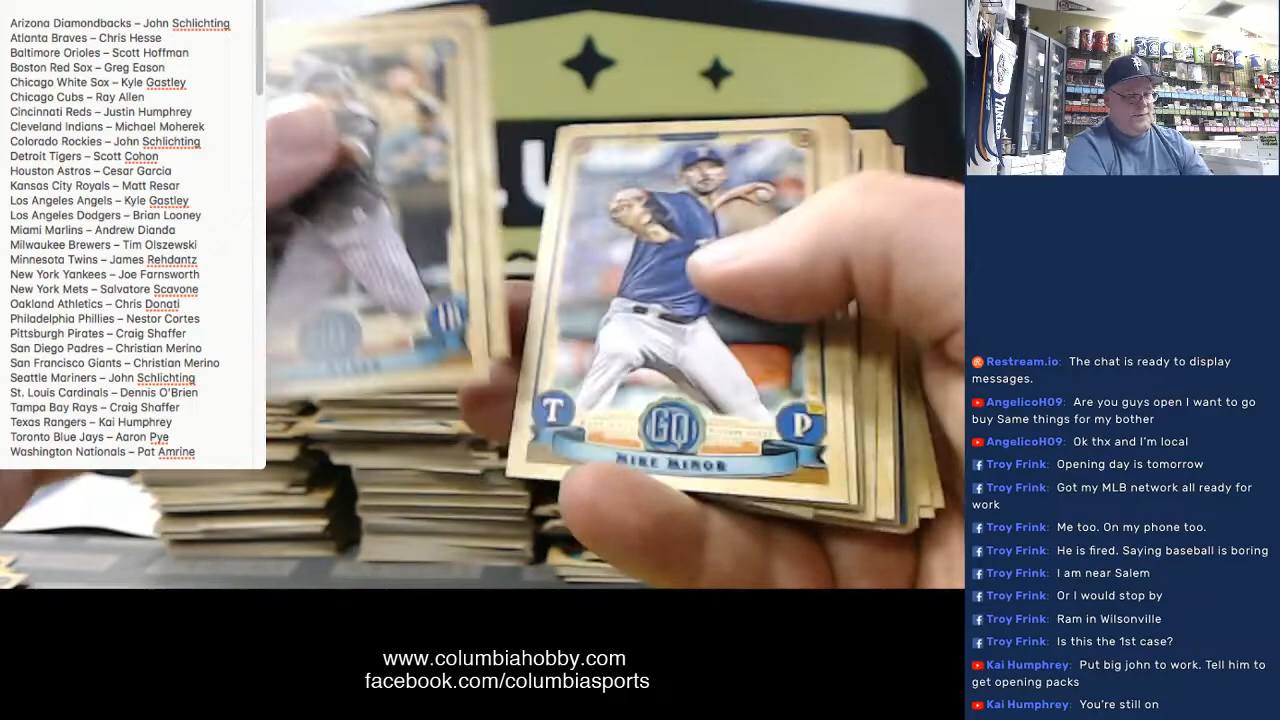 Arizona Diamondbacks – John Schlichting
Atlanta Braves – Chris Hesse
Baltimore Orioles – Scott Hoffman
Boston Red Sox – Greg Eason
Chicago White Sox – Kyle Gastley
Chicago Cubs – Ray Allen
Cincinnati Reds – Justin Humphrey
Cleveland Indians – Michael Moherek
Colorado Rockies – John Schlichting
Detroit Tigers – Scott Cohon
Houston Astros – Cesar Garcia
Kansas City Royals – Matt Resar
Los Angeles Angels – Kyle Gastley
Los Angeles Dodgers – Brian Looney
Miami Marlins – Andrew Dianda
Milwaukee Brewers – Tim Olszewski
Minnesota Twins – James Rehdantz
New York Yankees – Joe Farnsworth
New York Mets – Salvatore Scavone
Oakland Athletics – Chris Donati
Philadelphia Phillies – Nestor Cortes
Pittsburgh Pirates – Craig Shaffer
San Diego Padres – Christian Merino
San Francisco Giants – Christian Merino
Seattle Mariners – John Schlichting
St. Louis Cardinals – Dennis O'Brien
Tampa Bay Rays – Craig Shaffer
Texas Rangers – Kai Humphrey
Toronto Blue Jays – Aaron Pye
Washington Nationals – Pat Amrine
T
GQ
P
MIKE MINOR
www.columbiahobby.com
facebook.com/columbiasports
Restream.io: The chat is ready to display
messages.
AngelicoH09: Are you guys open I want to go
buy Same things for my bother
AngelicoH09: Ok thx and I'm local
Troy Frink: Opening day is tomorrow
Troy Frink: Got my MLB network all ready for
work
Troy Frink: Me too. On my phone too.
Troy Frink: He is fired. Saying baseball is boring
Troy Frink: I am near Salem
Troy Frink: Or I would stop by
Troy Frink: Ram in Wilsonville
Troy Frink: Is this the 1st case?
Kai Humphrey: Put big john to work. Tell him to
get opening packs
Kai Humphrey: You're still on